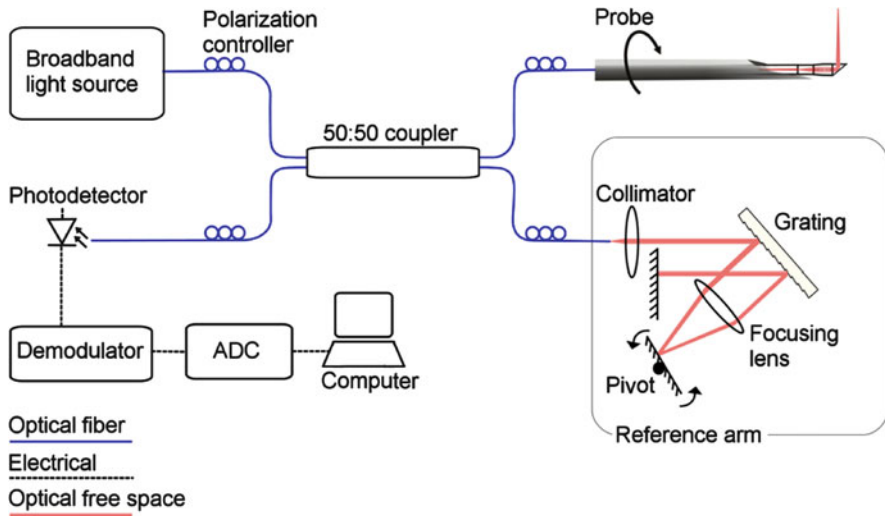 Broadband
light source
Polarization
controller
Probe
50:50 coupler
Photodetector
Collimator
Grating
Focusing
lens
Pivot
Reference arm
Demodulator
ADC
Computer
Optical fiber
Electrical
Optical free space